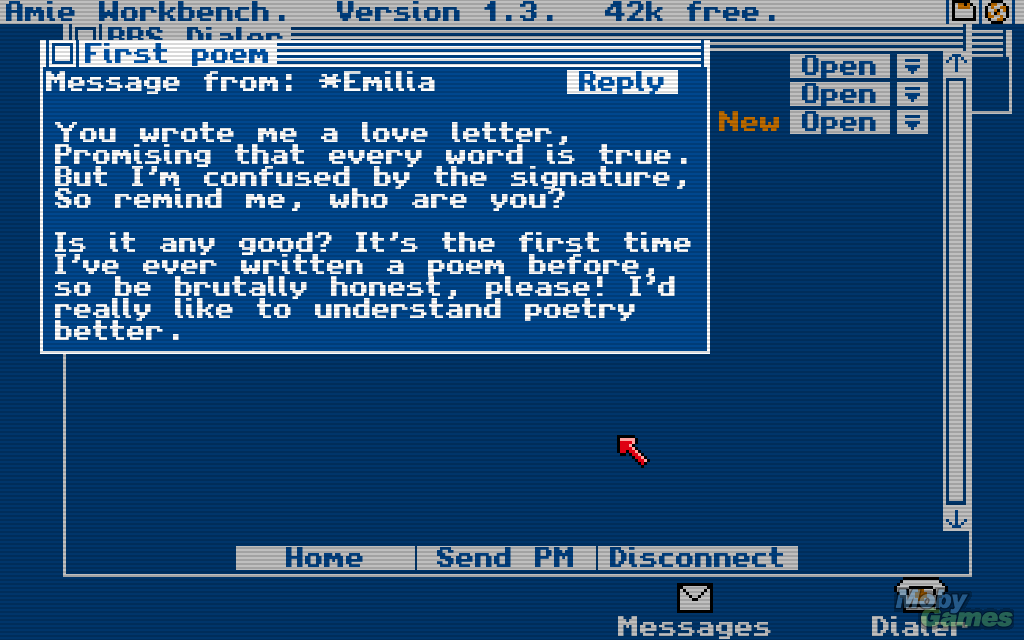 Amie Workbench. Version 1.3. 42k free.
BBS Dialer
First poem
Message from: *Emilia Reply
Open
Open
New Open
You wrote me a love letter,
Promising that every word is true.
But I'm confused by the signature,
So remind me, who are you?
Is it any good? It's the first time
I've ever written a poem before,
so be brutally honest, please! I'd
really like to understand poetry
better.
Home Send PM Disconnect
Messages Dialer
Moby Games